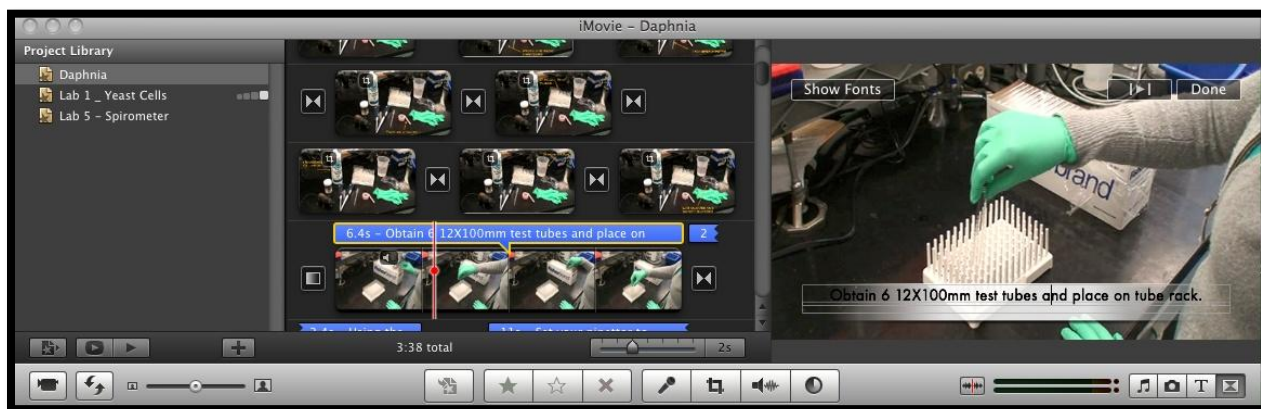 iMovie – Daphnia
Project Library
Daphnia
Lab 1 _ Yeast Cells
Lab 5 – Spirometer
Show Fonts
Done
brand
6.4s – Obtain 6 12X100mm test tubes and place on
2
Obtain 6 12X100mm test tubes and place on tube rack.
3:38 total
2s
T